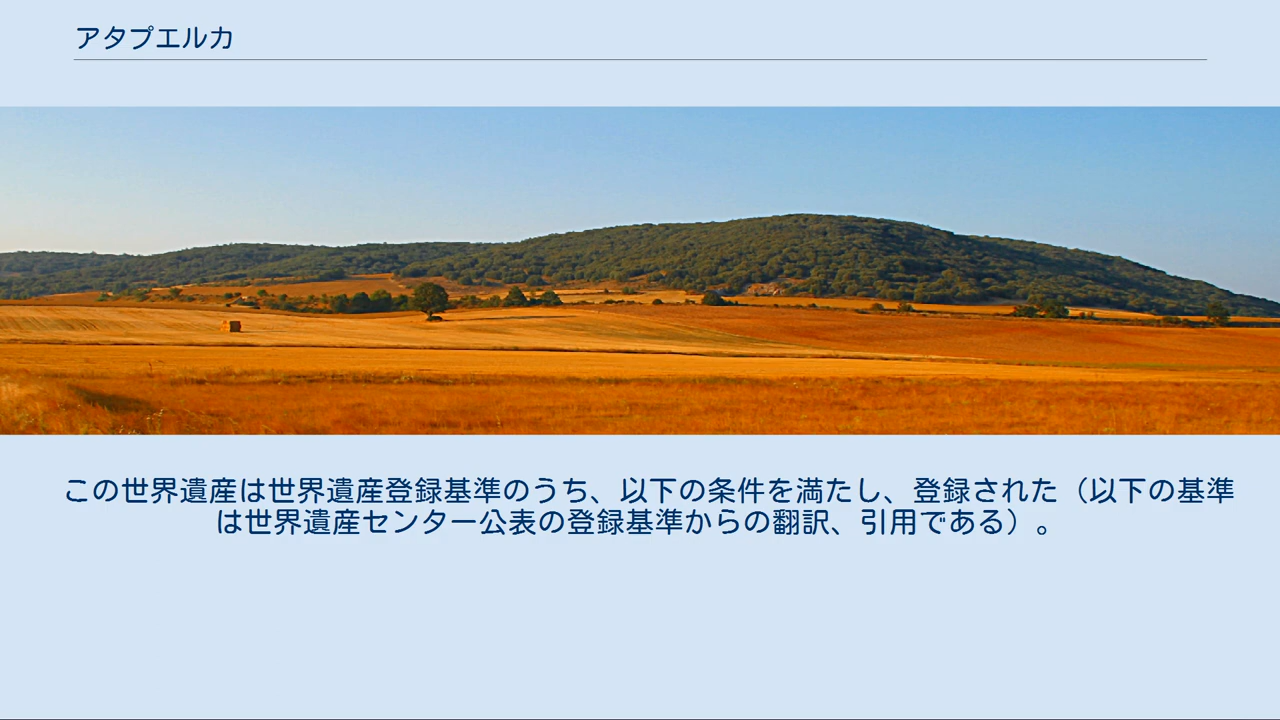 アタプエルカ
この世界遺産は世界遺産登録基準のうち、以下の条件を満たし、登録された（以下の基準
は世界遺産センター公表の登録基準からの翻訳、引用である）。